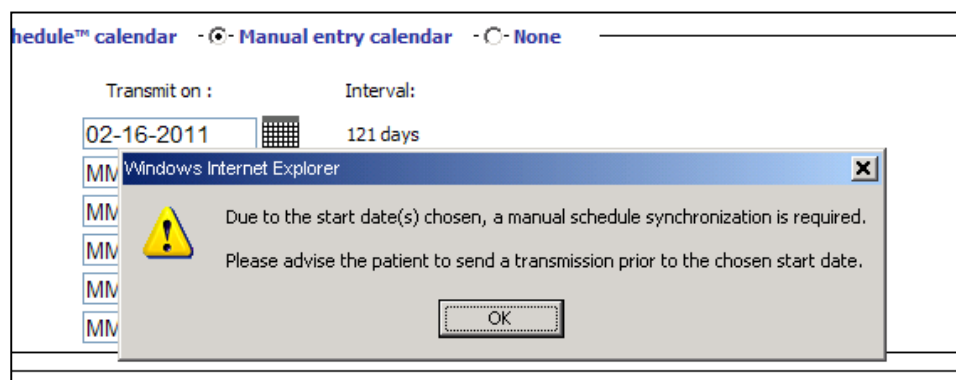 hedule™ calendar - - Manual entry calendar - - None
Transmit on : Interval:
02-16-2011 121 days
MM
Windows Internet Explorer
MM
Due to the start date(s) chosen, a manual schedule synchronization is required.
MM
Please advise the patient to send a transmission prior to the chosen start date.
MM
OK
MM